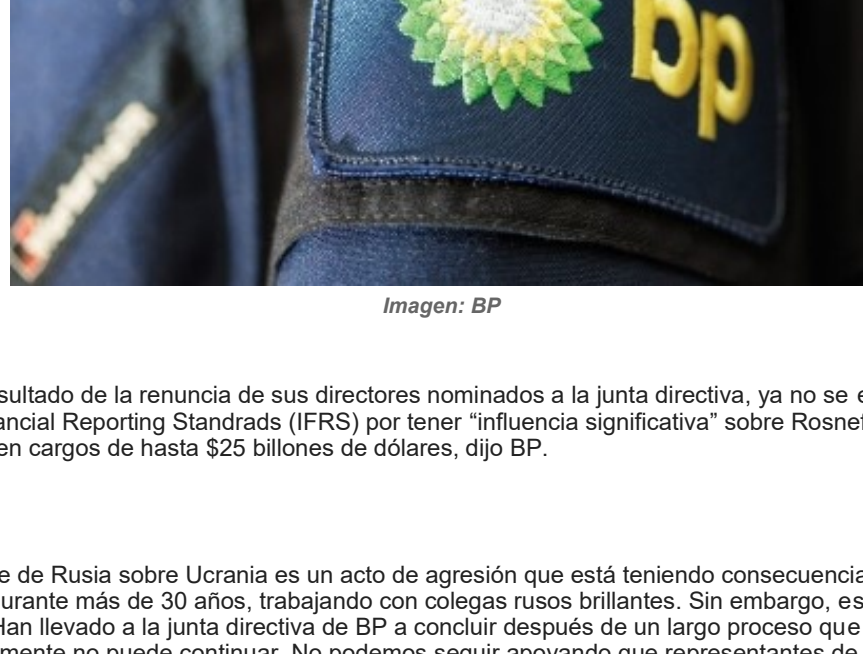 bp
Imagen: BP
sultado de la renuncia de sus directores nominados a la junta directiva, ya no se
ancial Reporting Standrads (IFRS) por tener “influencia significativa” sobre
en cargos de hasta $25 billones de dólares, dijo BP.
de Rusia sobre Ucrania es un acto de agresión que está teniendo
urante más de 30 años, trabajando con colegas rusos brillantes. Sin embargo,
Han llevado a la junta directiva de BP a concluir después de un largo proceso que
mente no puede continuar. No podemos seguir apoyando que representantes de